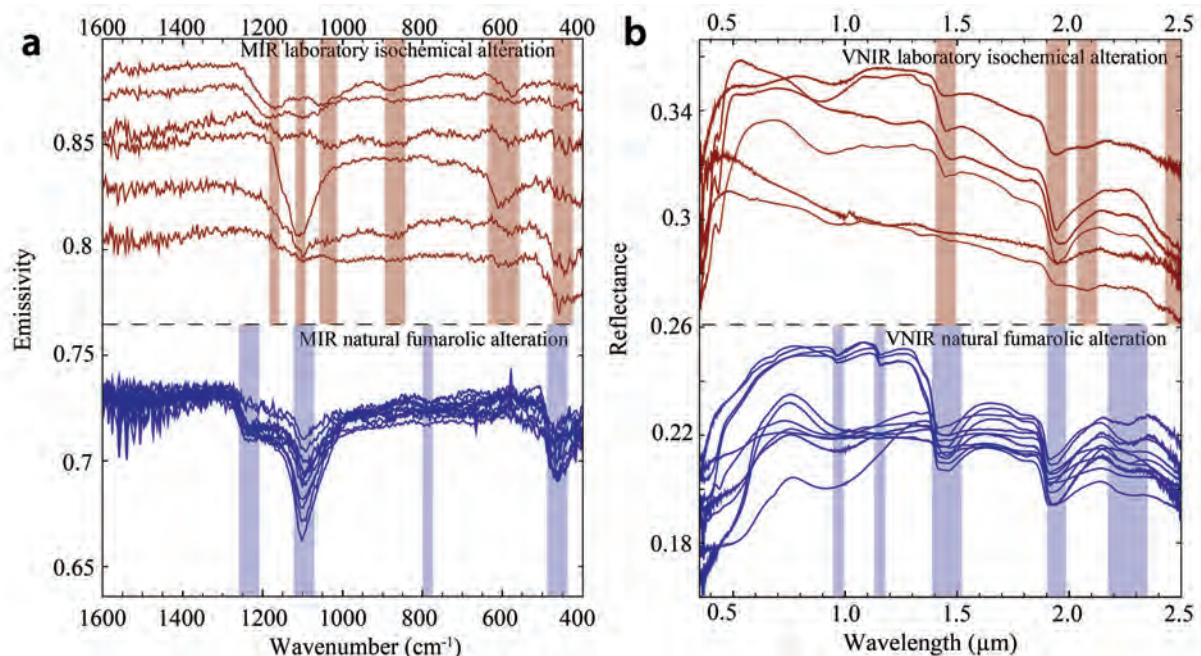 a
1600 1400 1200 1000 800 600 400
MIR laboratory isochemical alteration
0.85
0.8
Emissivity
MIR natural fumarolic alteration
0.75
0.7
0.65
1600 1400 1200 1000 800 600 400
Wavenumber (cm⁻¹)
b
0.5 1.0 1.5 2.0 2.5
VNIR laboratory isochemical alteration
0.34
0.3
0.26
Reflectance
VNIR natural fumarolic alteration
0.22
0.18
0.5 1.0 1.5 2.0 2.5
Wavelength (μm)